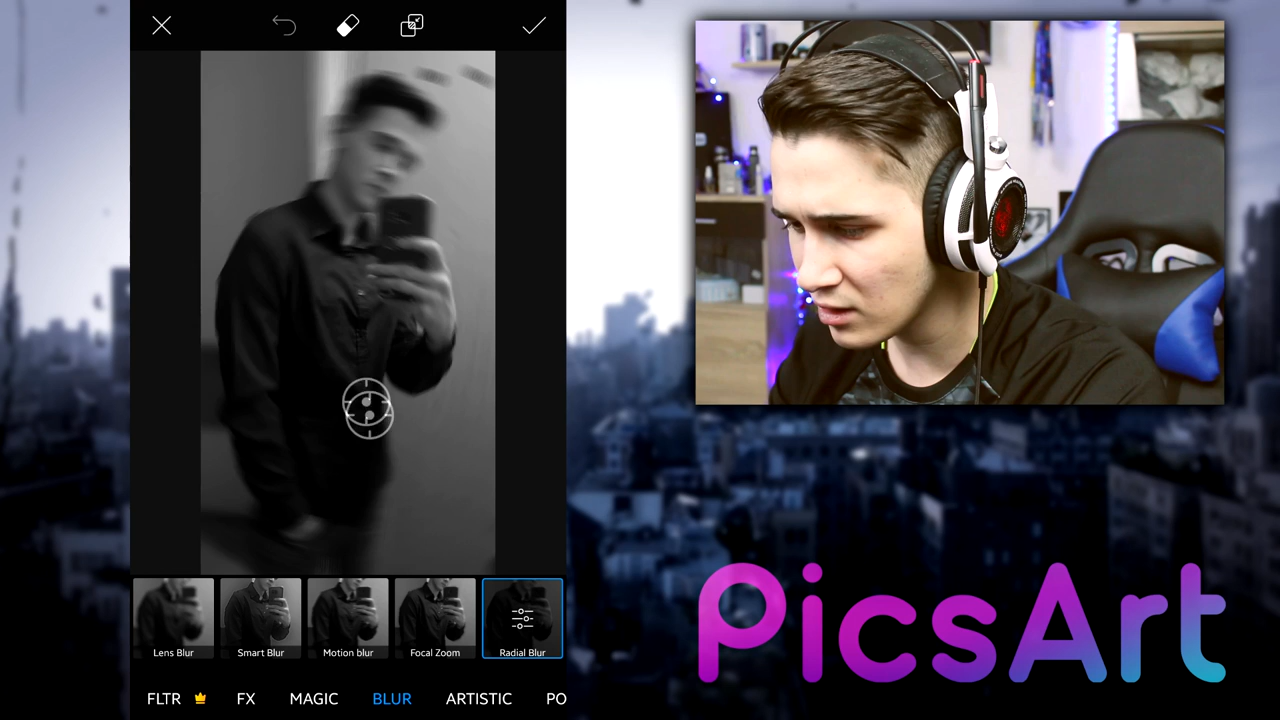 Lens Blur
Smart Blur
Motion blur
Focal Zoom
Radial Blur
FLTR
FX
MAGIC
BLUR
ARTISTIC
PO
PicsArt